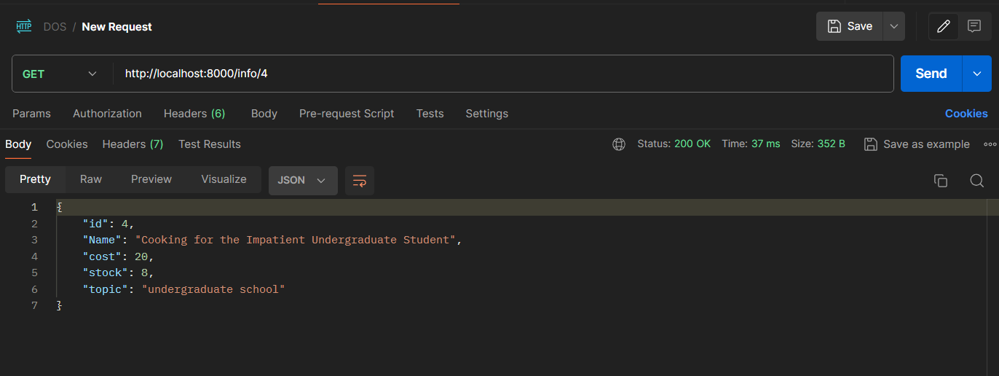 HTTP DOS / New Request Save
GET http://localhost:8000/info/4 Send
Params Authorization Headers (6) Body Pre-request Script Tests Settings Cookies
Body Cookies Headers (7) Test Results Status: 200 OK Time: 37 ms Size: 352 B Save as example
Pretty Raw Preview Visualize JSON
1 {
2 "id": 4,
3 "Name": "Cooking for the Impatient Undergraduate Student",
4 "cost": 20,
5 "stock": 8,
6 "topic": "undergraduate school"
7 }